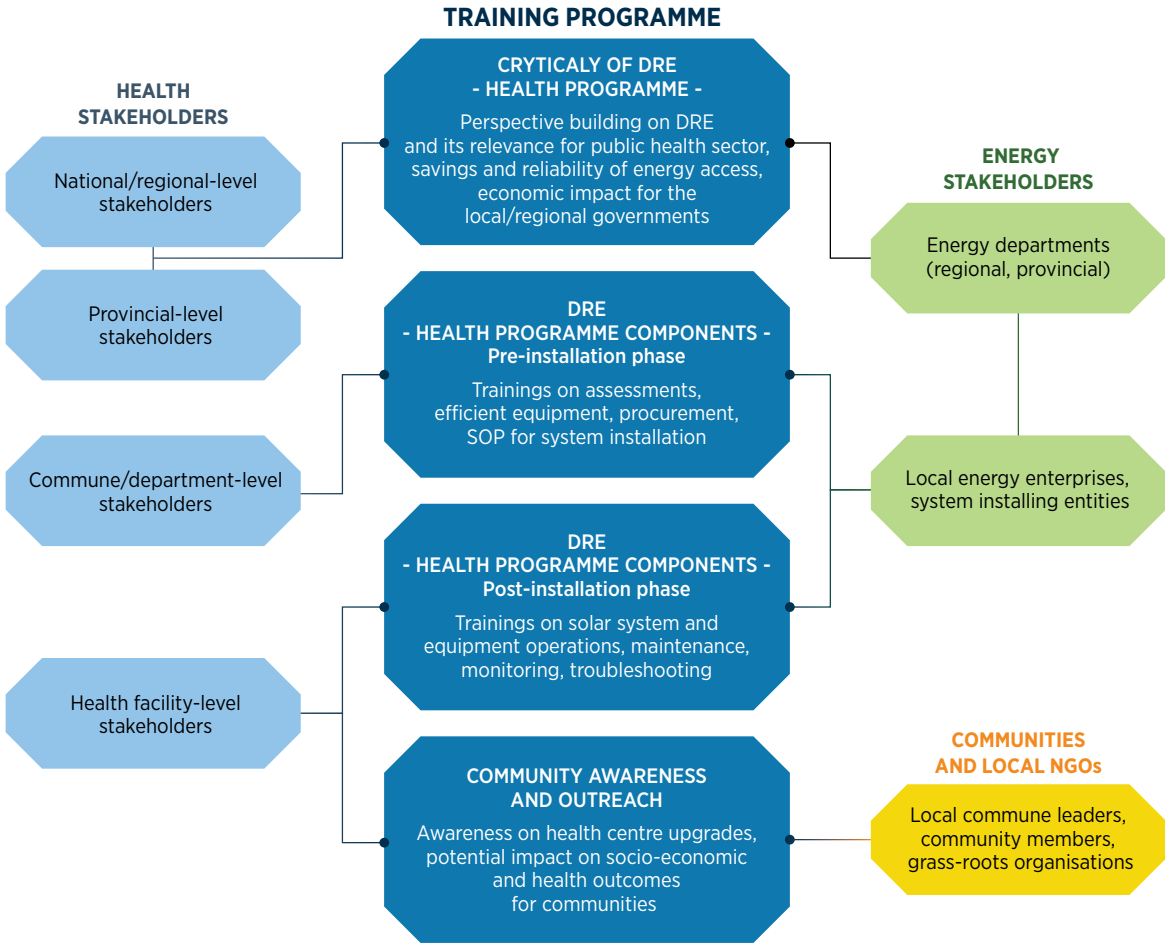 TRAINING PROGRAMME
HEALTH
STAKEHOLDERS
National/regional-level
stakeholders
Provincial-level
stakeholders
Commune/department-level
stakeholders
Health facility-level
stakeholders
CRYTICALY OF DRE
- HEALTH PROGRAMME -
Perspective building on DRE
and its relevance for public health sector,
savings and reliability of energy access,
economic impact for the
local/regional governments
DRE
- HEALTH PROGRAMME COMPONENTS -
Pre-installation phase
Trainings on assessments,
efficient equipment, procurement,
SOP for system installation
DRE
- HEALTH PROGRAMME COMPONENTS -
Post-installation phase
Trainings on solar system and
equipment operations, maintenance,
monitoring, troubleshooting
COMMUNITY AWARENESS
AND OUTREACH
Awareness on health centre upgrades,
potential impact on socio-economic
and health outcomes
for communities
ENERGY
STAKEHOLDERS
Energy departments
(regional, provincial)
Local energy enterprises,
system installing entities
COMMUNITIES
AND LOCAL NGOs
Local commune leaders,
community members,
grass-roots organisations